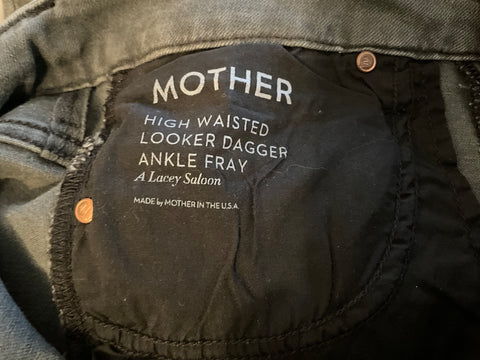 MOTHER
HIGH WAISTED
LOOKER DAGGER
ANKLE FRAY
A Lacey Saloon
MADE by MOTHER IN THE U.S.A.